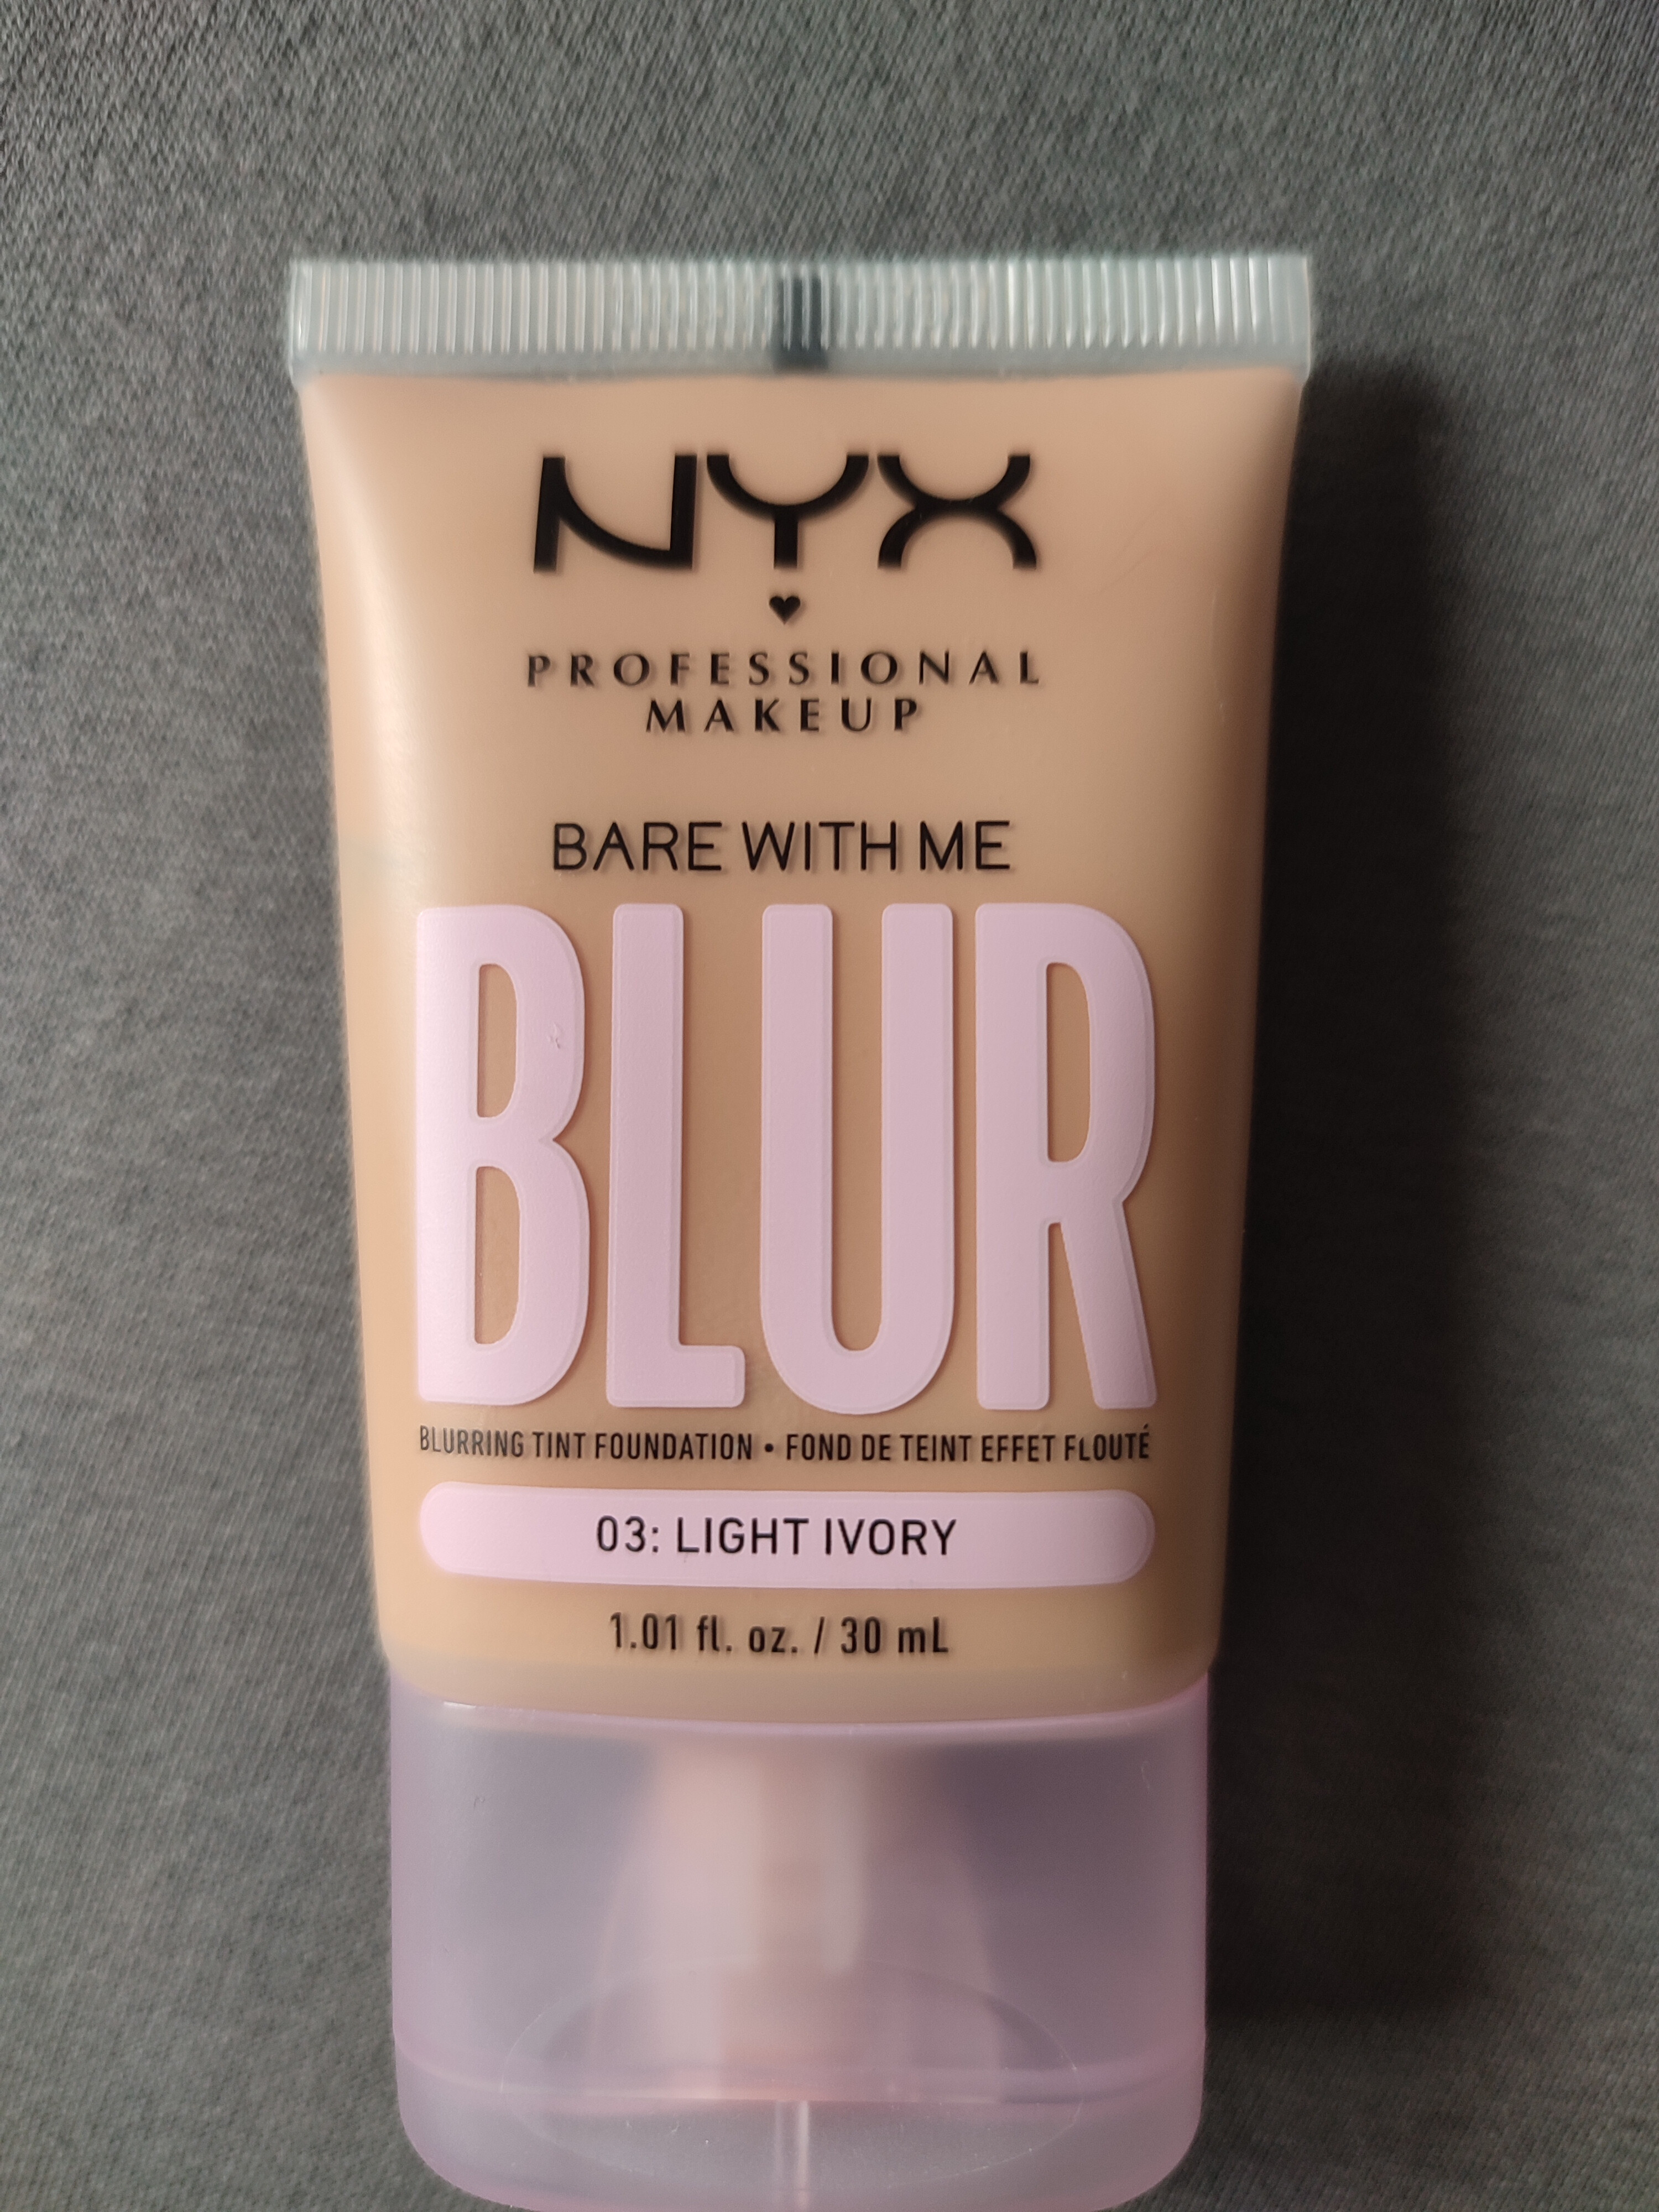 NYX
PROFESSIONAL
MAKEUP
BARE WITH ME
BLUR
BLURRING TINT FOUNDATION • FOND DE TEINT EFFET FLOUTÉ
03: LIGHT IVORY
1.01 fl. oz. / 30 mL